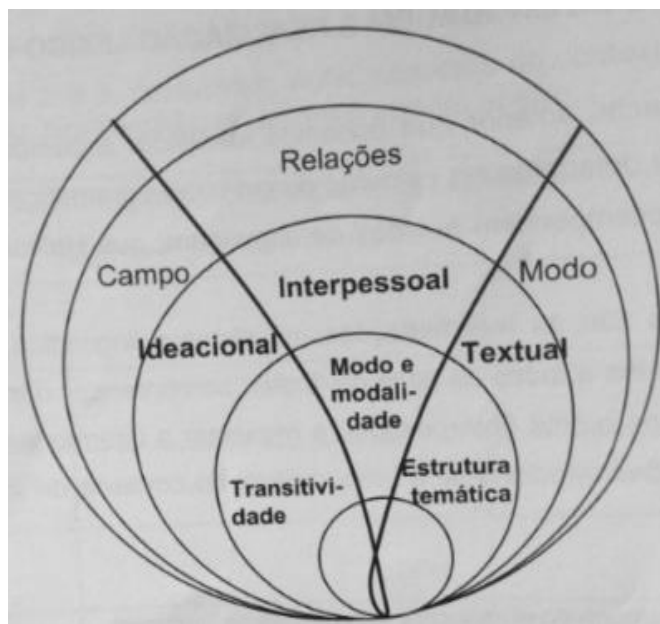 Relações
Campo
Modo
Interpessoal
Ideacional
Textual
Modo e
modali-
dade
Transitivi-
dade
Estrutura
temática